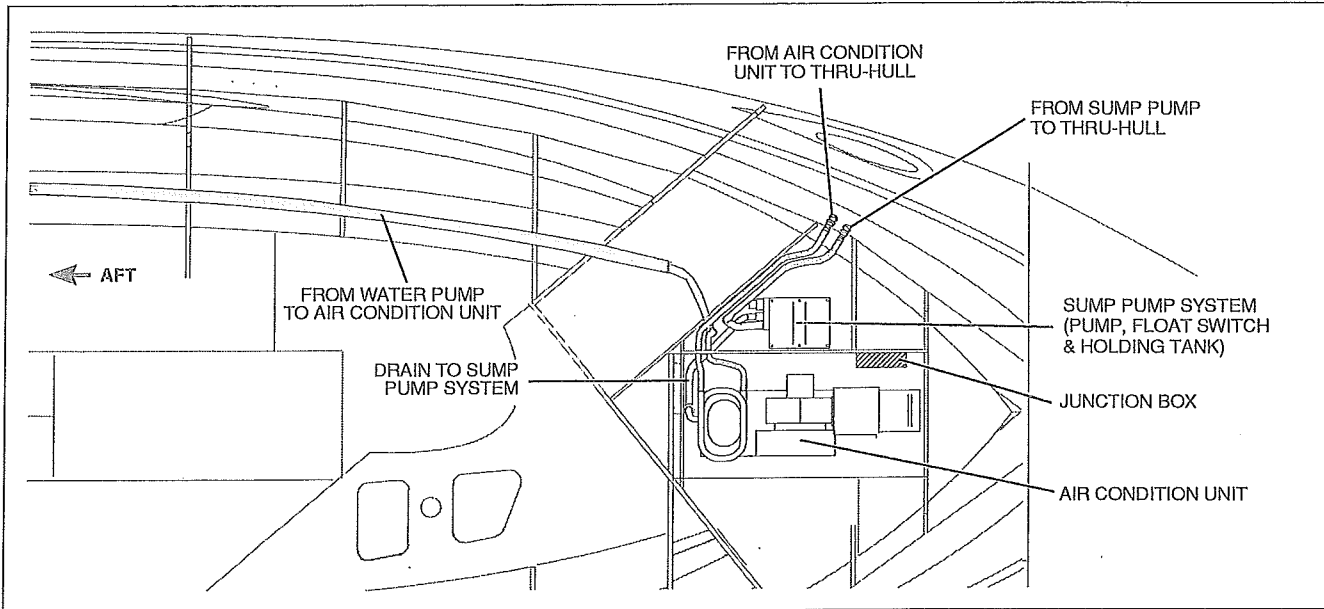 FROM AIR CONDITION
UNIT TO THRU-HULL
FROM SUMP PUMP
TO THRU-HULL
AFT
FROM WATER PUMP
TO AIR CONDITION UNIT
SUMP PUMP SYSTEM
(PUMP, FLOAT SWITCH
& HOLDING TANK)
DRAIN TO SUMP
PUMP SYSTEM
JUNCTION BOX
AIR CONDITION UNIT